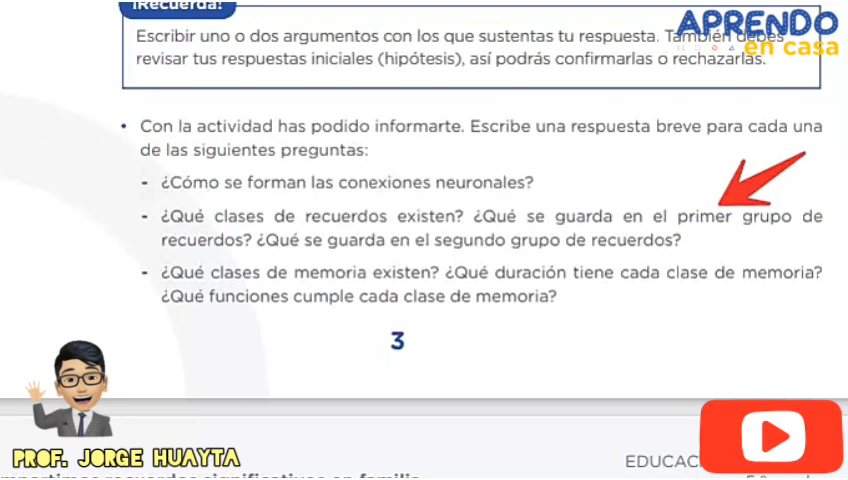 ¡Recuerda!
APRENDO
en casa
Escribir uno o dos argumentos con los que sustentas tu respuesta. También debes
revisar tus respuestas iniciales (hipótesis), así podrás confirmarlas o rechazarlas.
• Con la actividad has podido informarte. Escribe una respuesta breve para cada una
de las siguientes preguntas:
- ¿Cómo se forman las conexiones neuronales?
- ¿Qué clases de recuerdos existen? ¿Qué se guarda en el primer grupo de
recuerdos? ¿Qué se guarda en el segundo grupo de recuerdos?
- ¿Qué clases de memoria existen? ¿Qué duración tiene cada clase de memoria?
¿Qué funciones cumple cada clase de memoria?
3
PROF. JORGE HUAYTA
EDUCAC